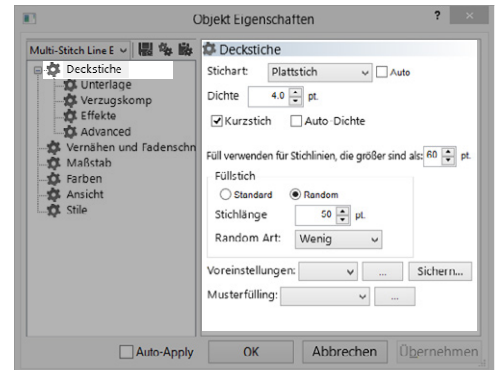 Objekt Eigenschaften ?
Multi-Stitch Line E
Deckstiche
Unterlage
Verzugskomp
Effekte
Advanced
Vernähen und Fadenschn
Maßstab
Farben
Ansicht
Stile
Deckstiche
Stichart: Plattstich Auto
Dichte 4.0 pt.
Kurzstich Auto-Dichte
Füll verwenden für Stichlinien, die größer sind als: 60 pt.
Füllstich
Standard Random
Stichlänge 50 pt.
Random Art: Wenig
Voreinstellungen: ... Sichern...
Musterfülling: ...
Auto-Apply OK Abbrechen Übernehmen